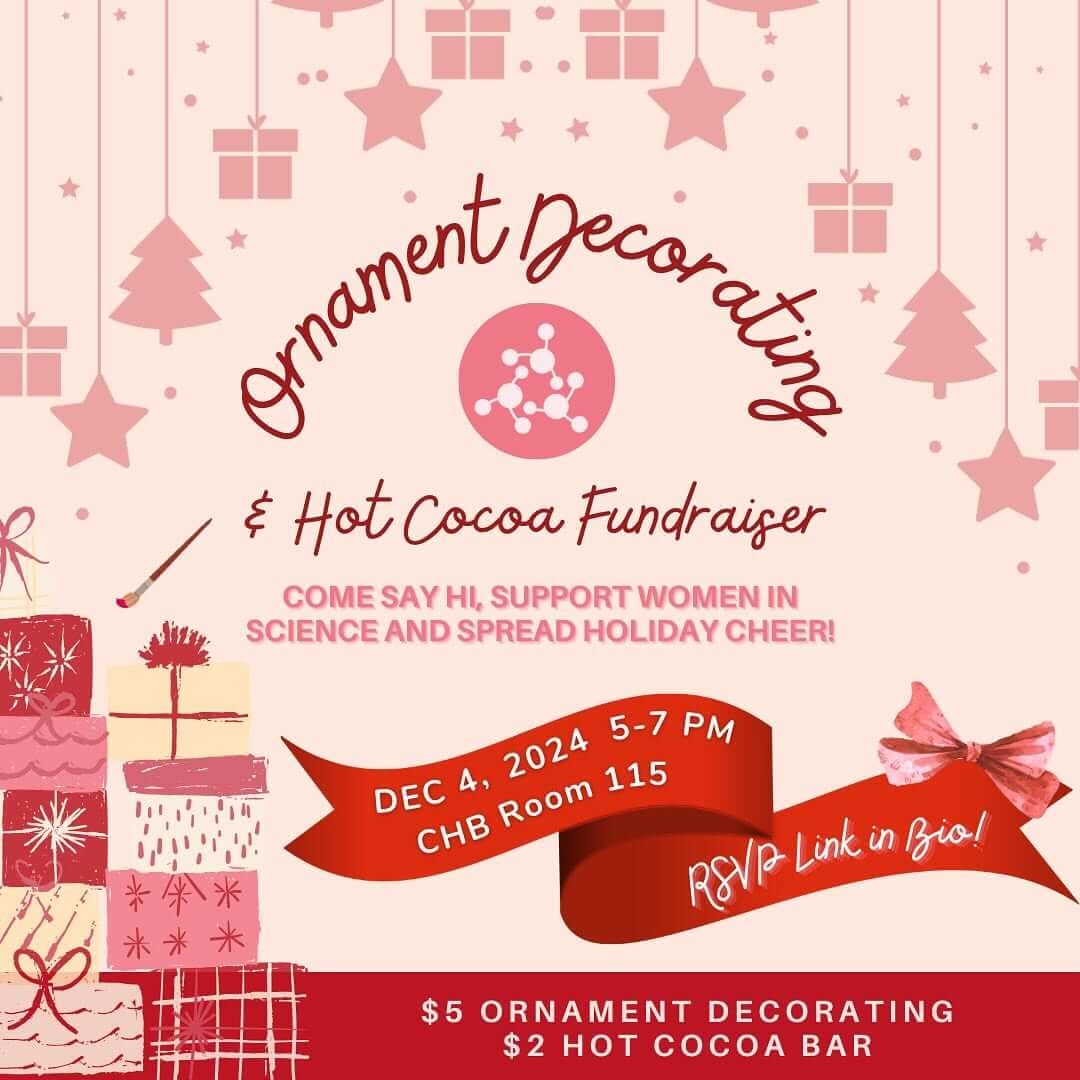 Ornament Decorating
& Hot Cocoa Fundraiser
COME SAY HI, SUPPORT WOMEN IN
SCIENCE AND SPREAD HOLIDAY CHEER!
DEC 4, 2024 5-7 PM
CHB Room 115
RSVP Link in Bio!
$5 ORNAMENT DECORATING
$2 HOT COCOA BAR